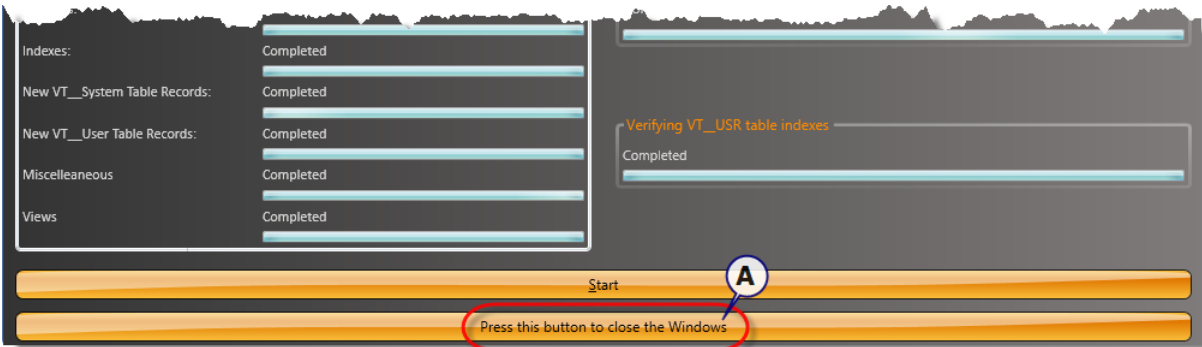 Indexes: Completed
New VT__System Table Records: Completed
New VT__User Table Records: Completed
Miscelleaneous Completed
Views Completed
Verifying VT__USR table indexes
Completed
Start
A
Press this button to close the Windows